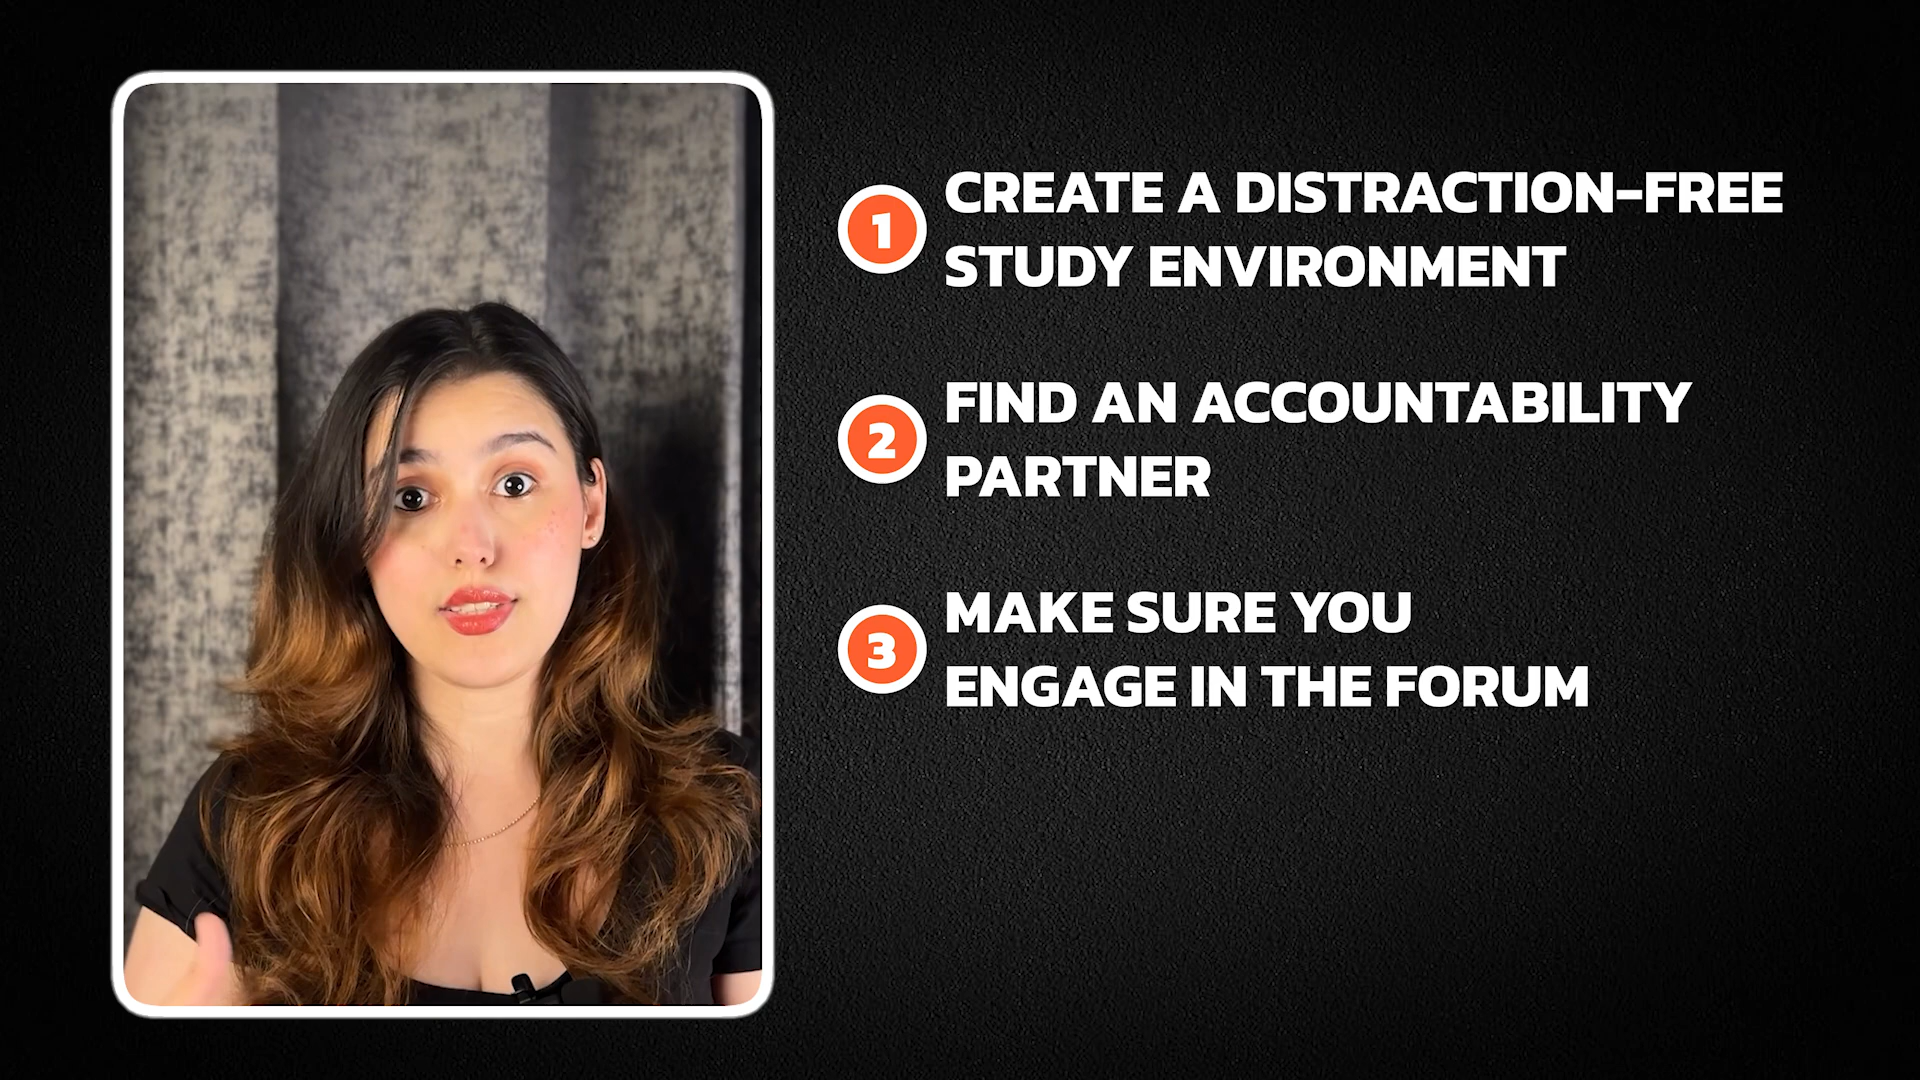 1
CREATE A DISTRACTION-FREE
STUDY ENVIRONMENT
2
FIND AN ACCOUNTABILITY
PARTNER
3
MAKE SURE YOU
ENGAGE IN THE FORUM